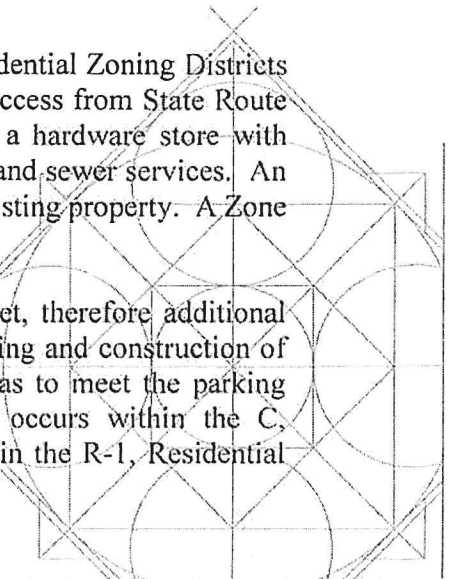 dential Zoning Districts
ccess from State Route
a hardware store with
and sewer services. An
sting property. A Zone
et, therefore additional
ing and construction of
as to meet the parking
occurs within the C,
in the R-1, Residential